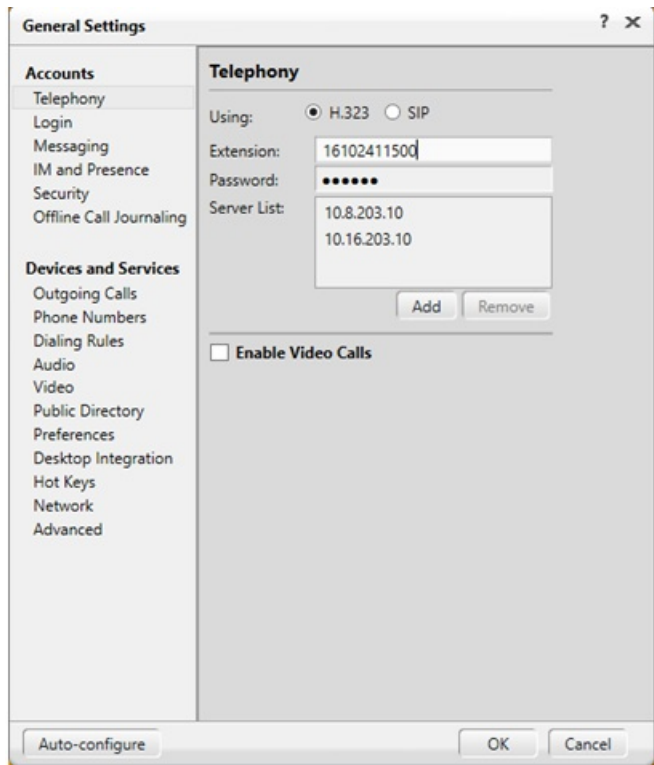 General Settings ? ×
Accounts
Telephony
Login
Messaging
IM and Presence
Security
Offline Call Journaling
Devices and Services
Outgoing Calls
Phone Numbers
Dialing Rules
Audio
Video
Public Directory
Preferences
Desktop Integration
Hot Keys
Network
Advanced
Telephony
Using: H.323 SIP
Extension: 16102411500
Password: ••••••
Server List: 10.8.203.10
10.16.203.10
Add Remove
Enable Video Calls
Auto-configure OK Cancel